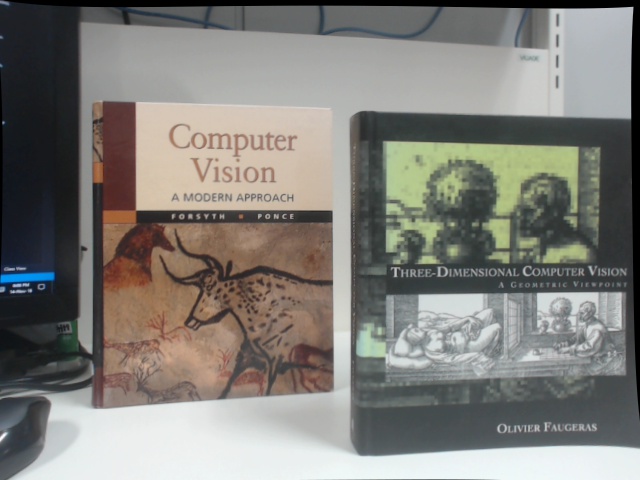 Computer
Vision
A MODERN APPROACH
FORSYTH ▪ PONCE
THREE-DIMENSIONAL COMPUTER VISION
A GEOMETRIC VIEWPOINT
OLIVIER FAUGERAS